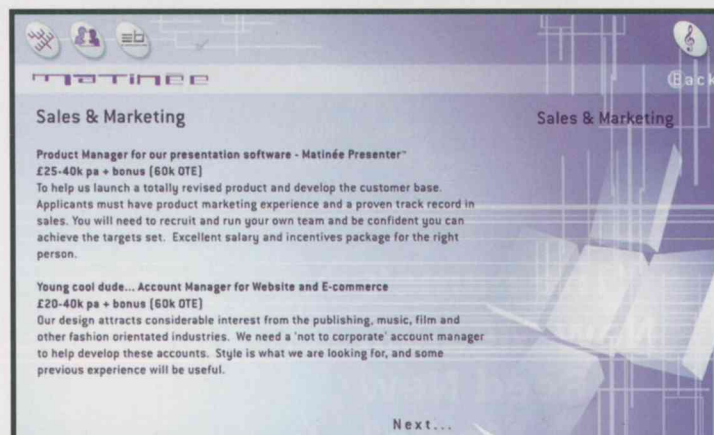 matinée
Back
Sales & Marketing
Sales & Marketing
Product Manager for our presentation software - Matinée Presenter™
£25-40k pa + bonus (60k OTE)
To help us launch a totally revised product and develop the customer base.
Applicants must have product marketing experience and a proven track record in
sales. You will need to recruit and run your own team and be confident you can
achieve the targets set. Excellent salary and incentives package for the right
person.
Young cool dude... Account Manager for Website and E-commerce
£20-40k pa + bonus (60k OTE)
Our design attracts considerable interest from the publishing, music, film and
other fashion orientated industries. We need a 'not to corporate' account manager
to help develop these accounts. Style is what we are looking for, and some
previous experience will be useful.
Next...